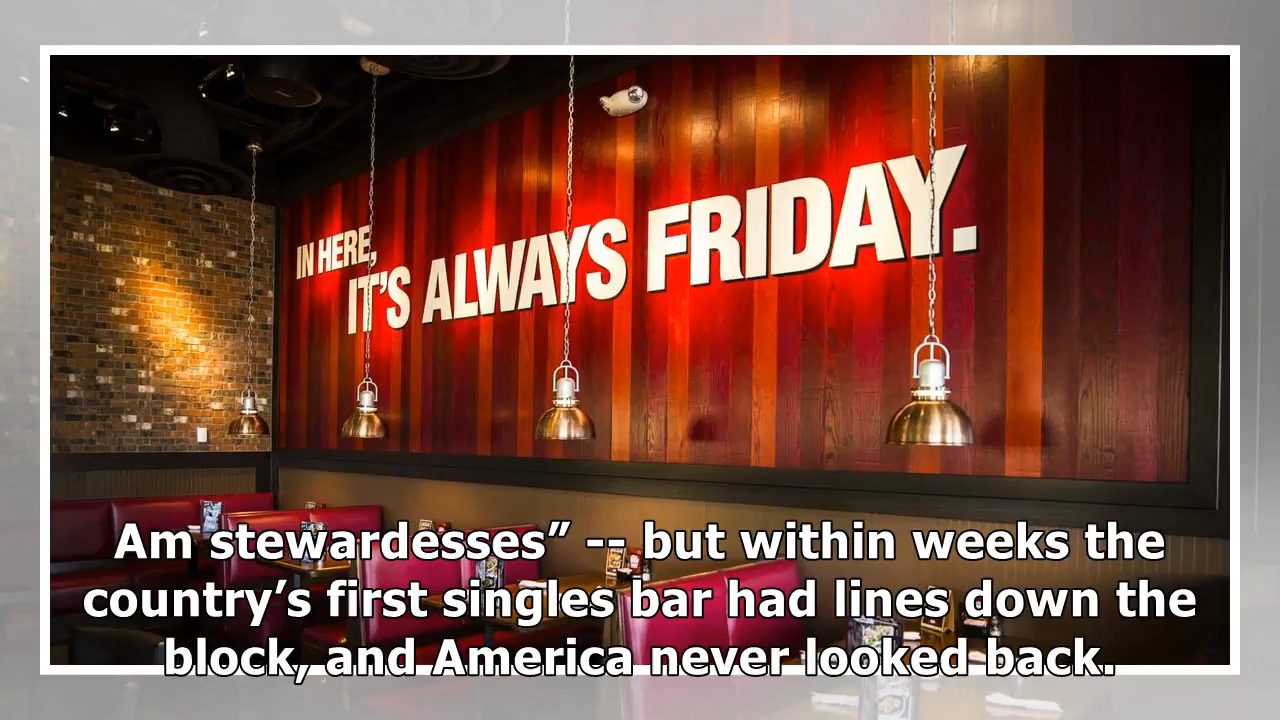 IN HERE,
IT'S ALWAYS FRIDAY.
Am stewardesses” -- but within weeks the
country’s first singles bar had lines down the
block, and America never looked back.